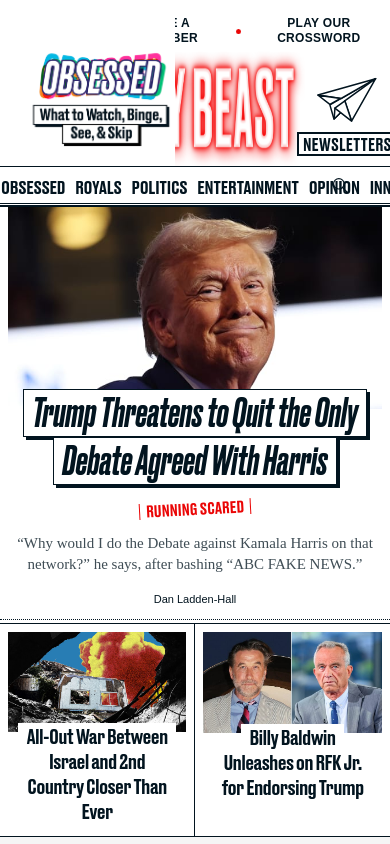 E A
BER
PLAY OUR
CROSSWORD
OBSESSED
What to Watch, Binge,
See, & Skip
Y BEAST
NEWSLETTERS
OBSESSED ROYALS POLITICS ENTERTAINMENT OPINION INN
Trump Threatens to Quit the Only
Debate Agreed With Harris
RUNNING SCARED
“Why would I do the Debate against Kamala Harris on that
network?” he says, after bashing “ABC FAKE NEWS.”
Dan Ladden-Hall
All-Out War Between
Israel and 2nd
Country Closer Than
Ever
Billy Baldwin
Unleashes on RFK Jr.
for Endorsing Trump